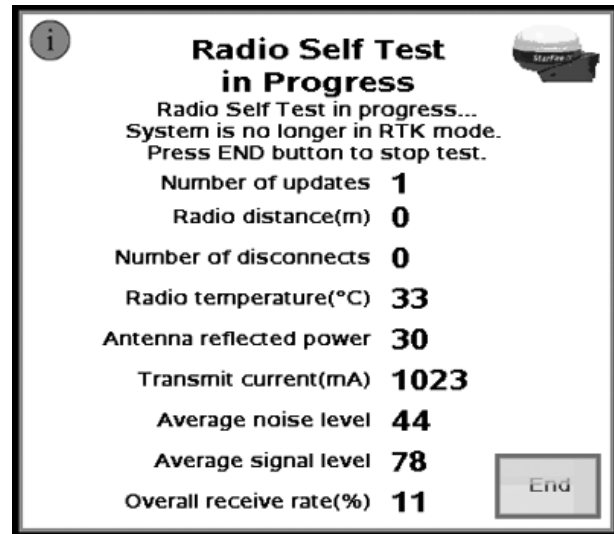 i
Radio Self Test
in Progress
StarFire
Radio Self Test in progress...
System is no longer in RTK mode.
Press END button to stop test.
Number of updates 1
Radio distance(m) 0
Number of disconnects 0
Radio temperature(°C) 33
Antenna reflected power 30
Transmit current(mA) 1023
Average noise level 44
Average signal level 78
Overall receive rate(%) 11
End